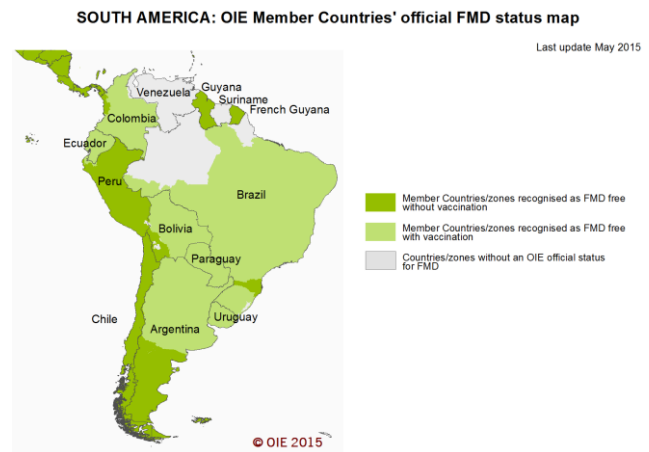 SOUTH AMERICA: OIE Member Countries' official FMD status map
Last update May 2015
Venezuela
Guyana
Suriname
French Guyana
Colombia
Ecuador
Peru
Brazil
Bolivia
Paraguay
Chile
Uruguay
Argentina
Member Countries/zones recognised as FMD free
without vaccination
Member Countries/zones recognised as FMD free
with vaccination
Countries/zones without an OIE official status
for FMD
© OIE 2015